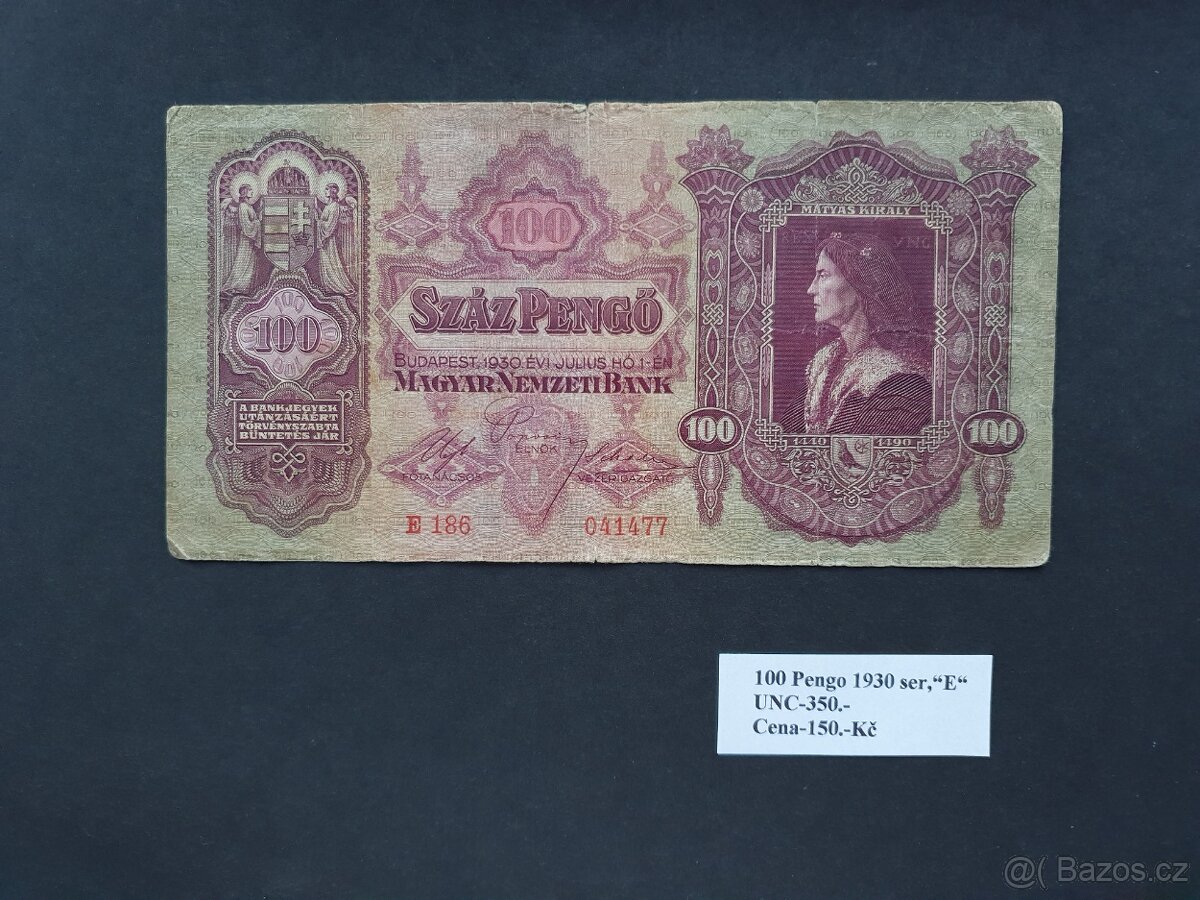 100
SZÁZ PENGŐ
BUDAPEST, 1930. ÉVI JULIUS HÓ 1-ÉN
MAGYAR NEMZETI BANK
ELNÖK
FŐTANÁCSOS
VEZÉRIGAZGATÓ
E 186
041477
100
A BANKJEGYEK
UTÁNZÁSÁÉRT
TÖRVÉNYSZABTA
BÜNTETÉS JÁR
MÁTYÁS KIRÁLY
100
1440
1490
100
100 Pengo 1930 ser,“E“
UNC-350.-
Cena-150.-Kč
@( Bazos.cz